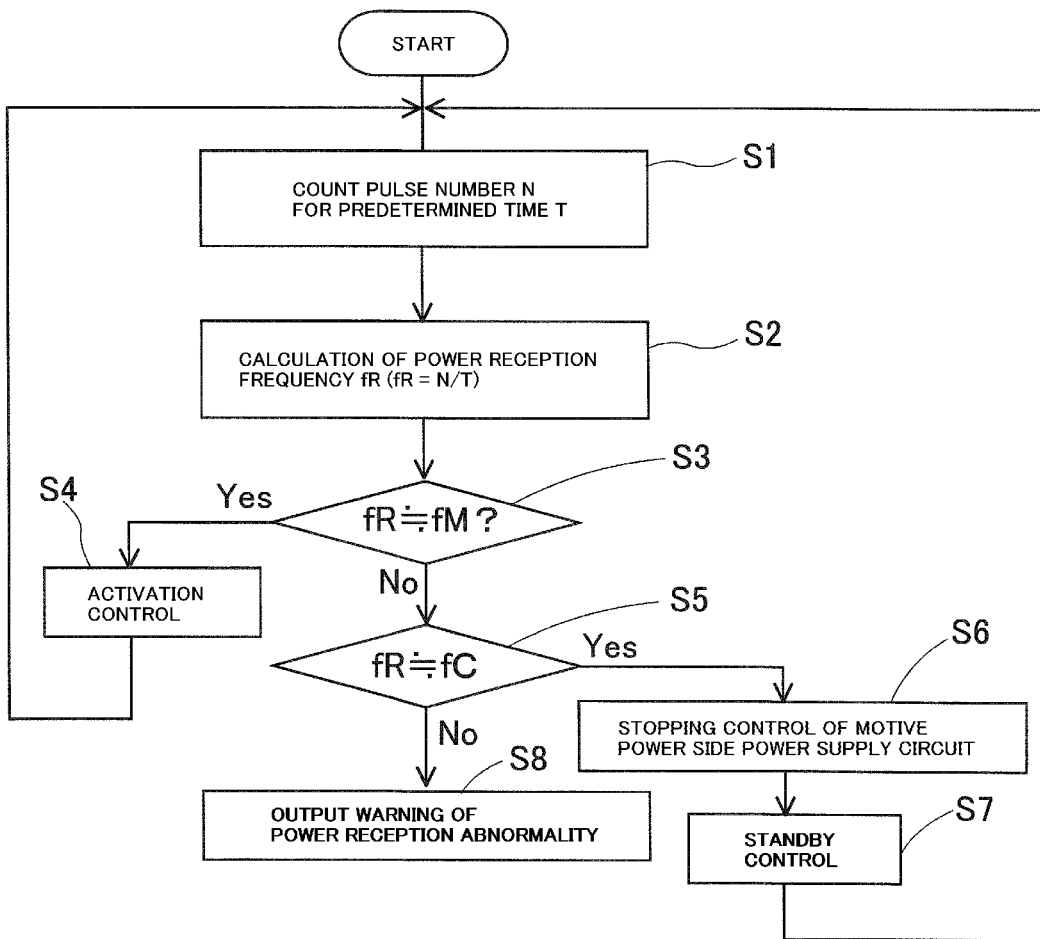 START
S1
COUNT PULSE NUMBER N
FOR PREDETERMINED TIME T
S2
CALCULATION OF POWER RECEPTION
FREQUENCY fR (fR = N/T)
S3
Yes
fR≒fM?
S4
ACTIVATION
CONTROL
No
S5
fR≒fC
Yes
S6
STOPPING CONTROL OF MOTIVE
POWER SIDE POWER SUPPLY CIRCUIT
No
S8
OUTPUT WARNING OF
POWER RECEPTION ABNORMALITY
S7
STANDBY
CONTROL